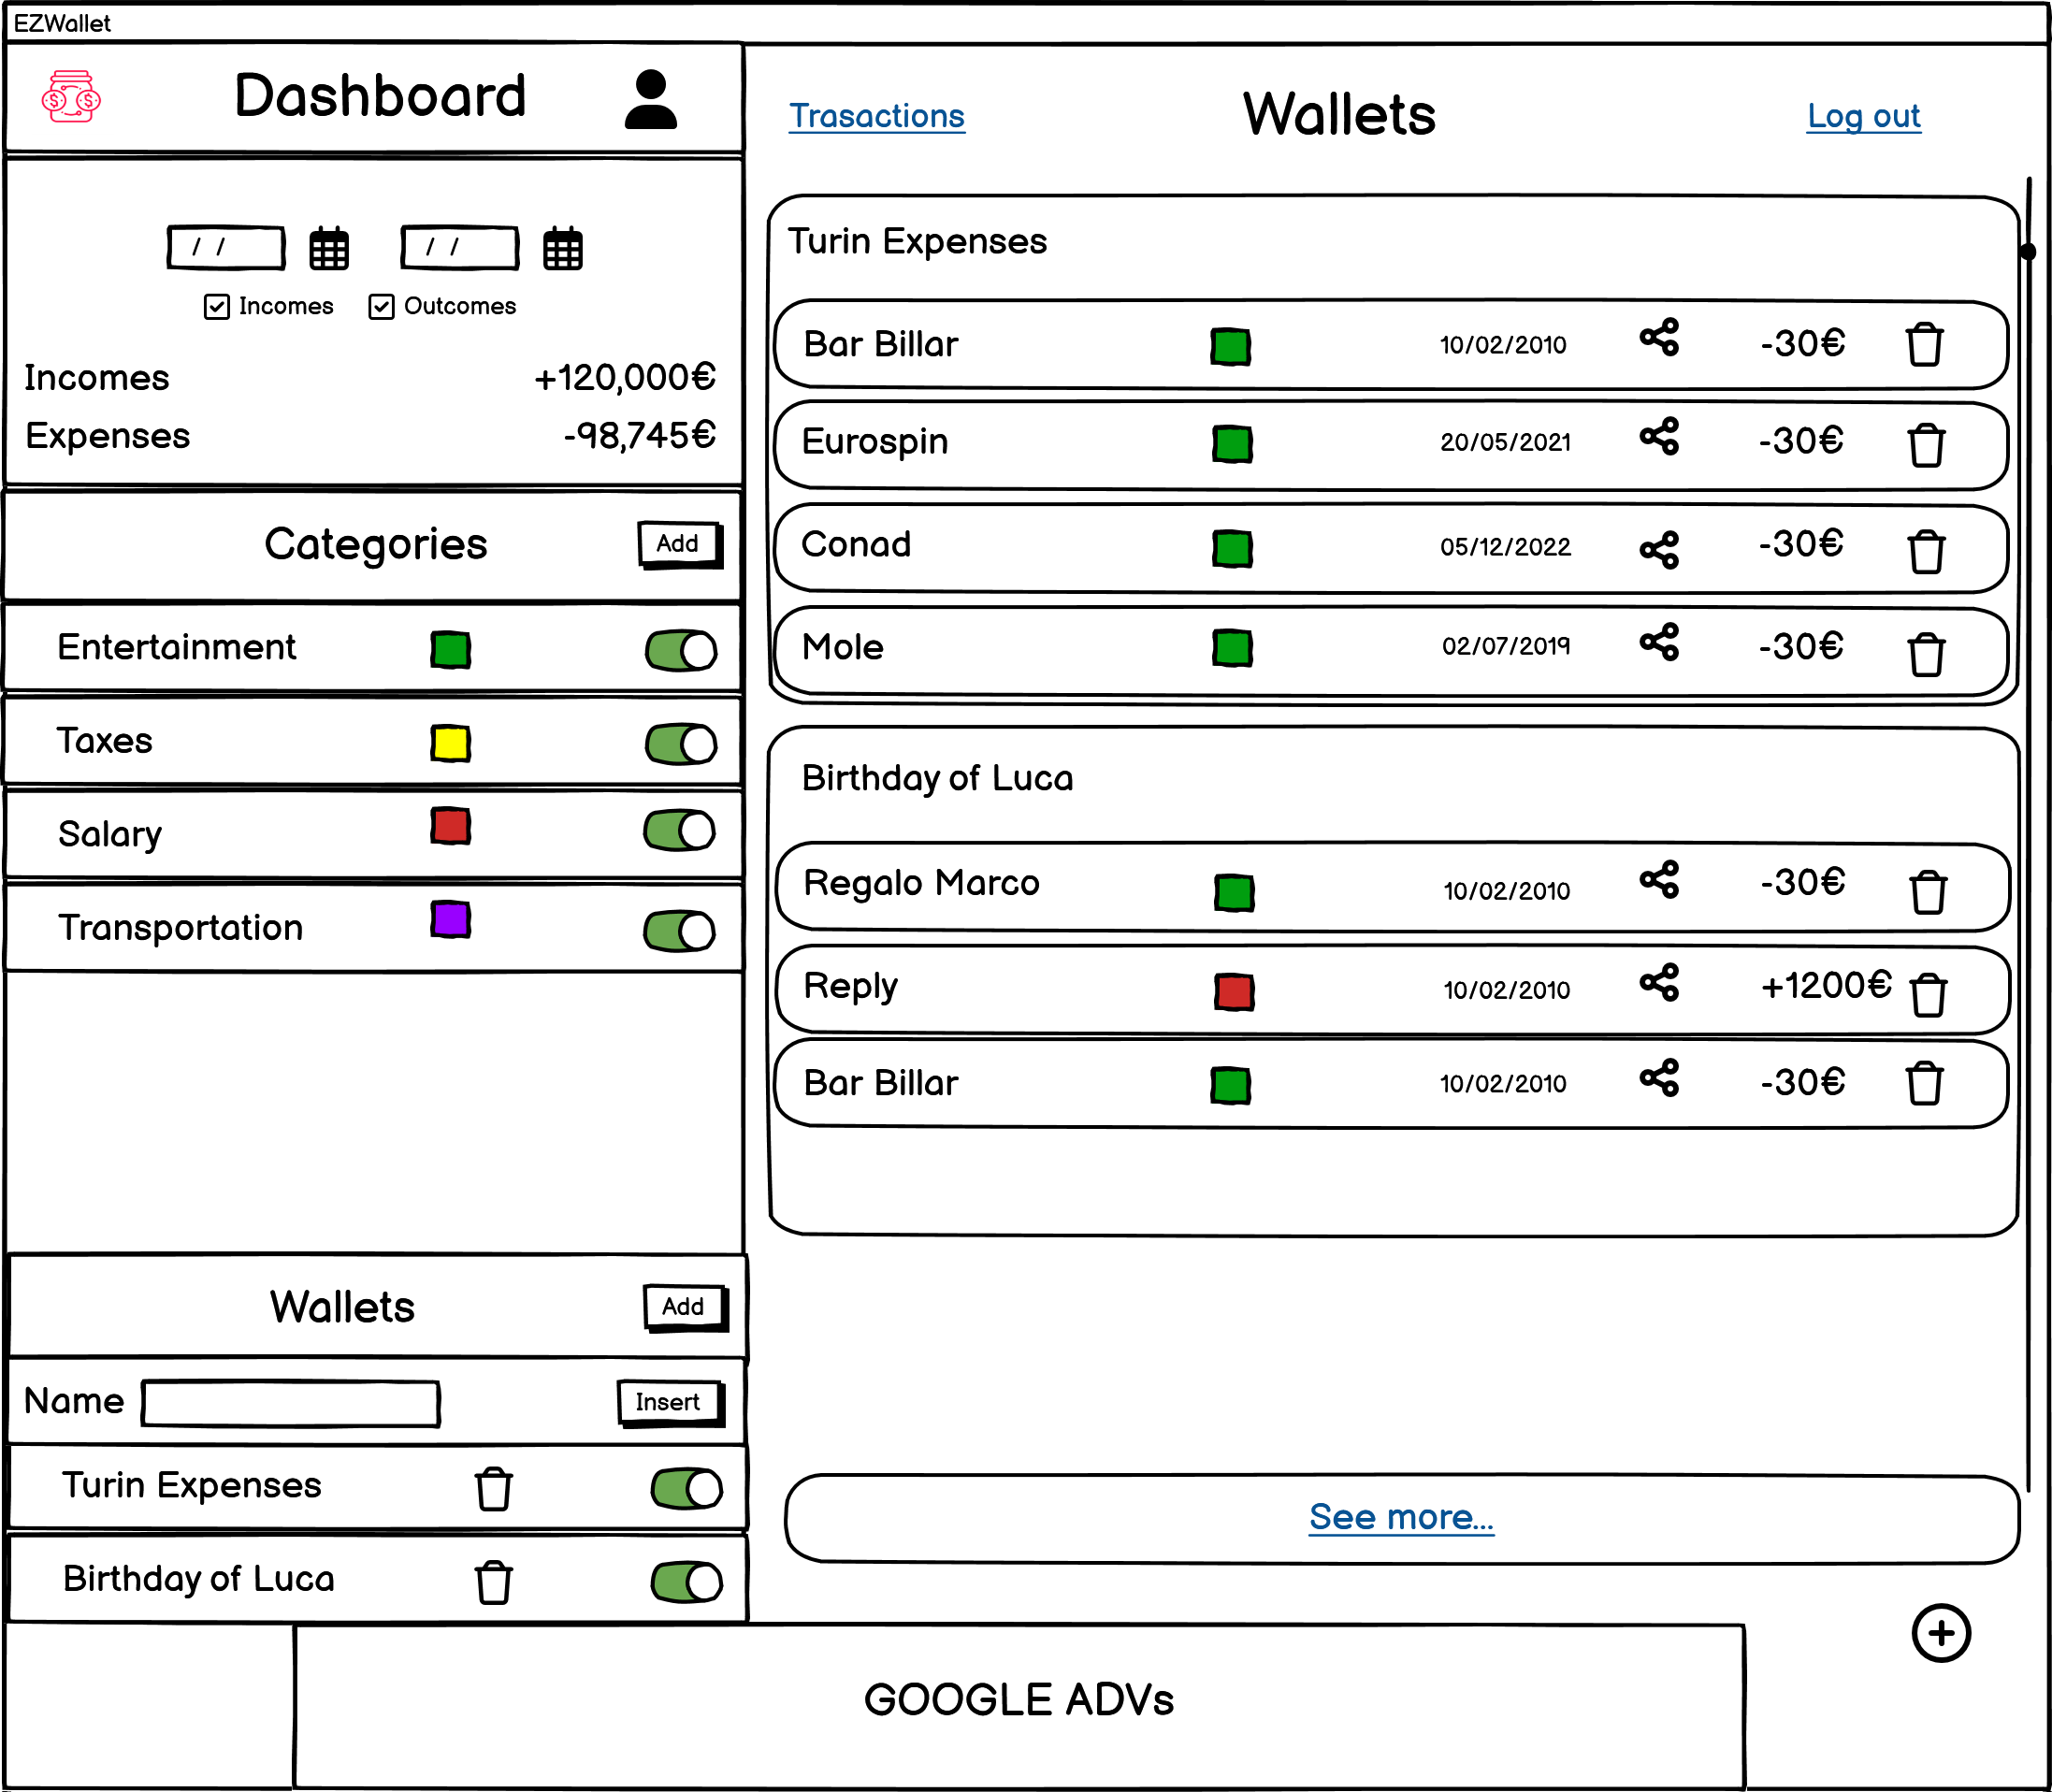 EZWallet
Dashboard
/ /
/ /
Incomes Outcomes
Incomes +120,000€
Expenses -98,745€
Categories Add
Entertainment
Taxes
Salary
Transportation
Wallets Add
Name Insert
Turin Expenses
Birthday of Luca
Trasactions Wallets Log out
Turin Expenses
Bar Billar 10/02/2010 -30€
Eurospin 20/05/2021 -30€
Conad 05/12/2022 -30€
Mole 02/07/2019 -30€
Birthday of Luca
Regalo Marco 10/02/2010 -30€
Reply 10/02/2010 +1200€
Bar Billar 10/02/2010 -30€
See more...
GOOGLE ADVs